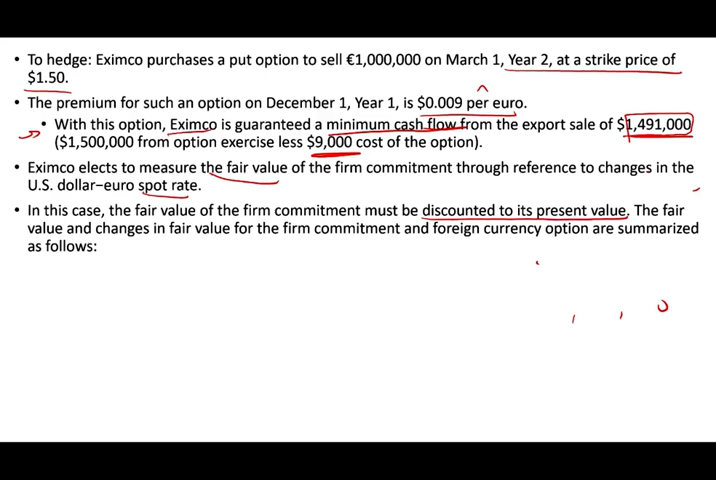 • To hedge: Eximco purchases a put option to sell €1,000,000 on March 1, Year 2, at a strike price of
$1.50.
• The premium for such an option on December 1, Year 1, is $0.009 per euro.
• With this option, Eximco is guaranteed a minimum cash flow from the export sale of $1,491,000
($1,500,000 from option exercise less $9,000 cost of the option).
• Eximco elects to measure the fair value of the firm commitment through reference to changes in the
U.S. dollar–euro spot rate.
• In this case, the fair value of the firm commitment must be discounted to its present value. The fair
value and changes in fair value for the firm commitment and foreign currency option are summarized
as follows: